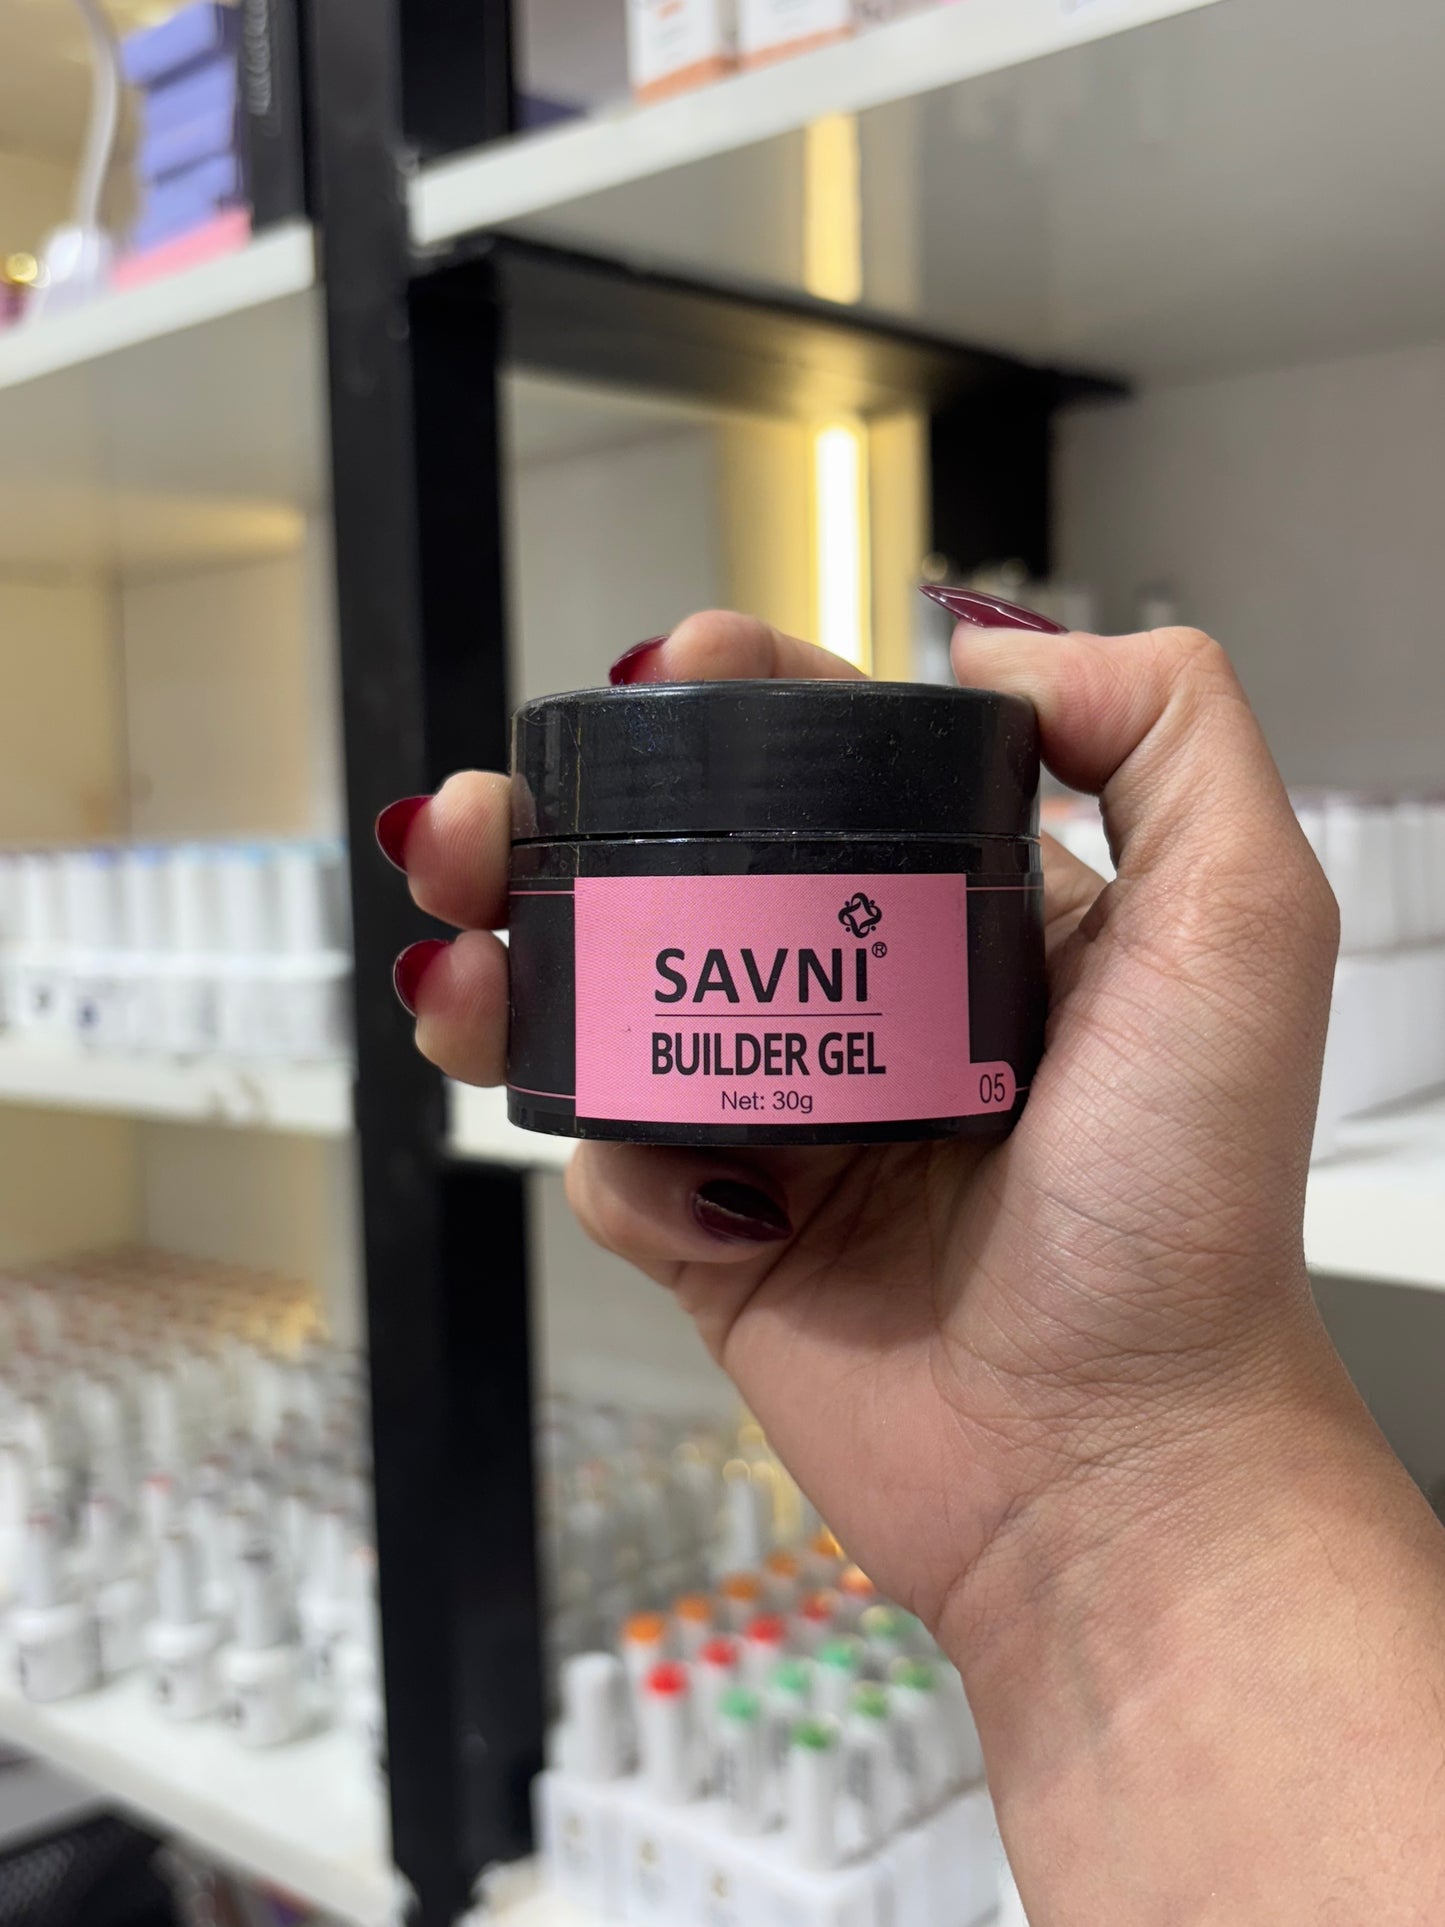 SAVNI®
BUILDER GEL
Net: 30g
05